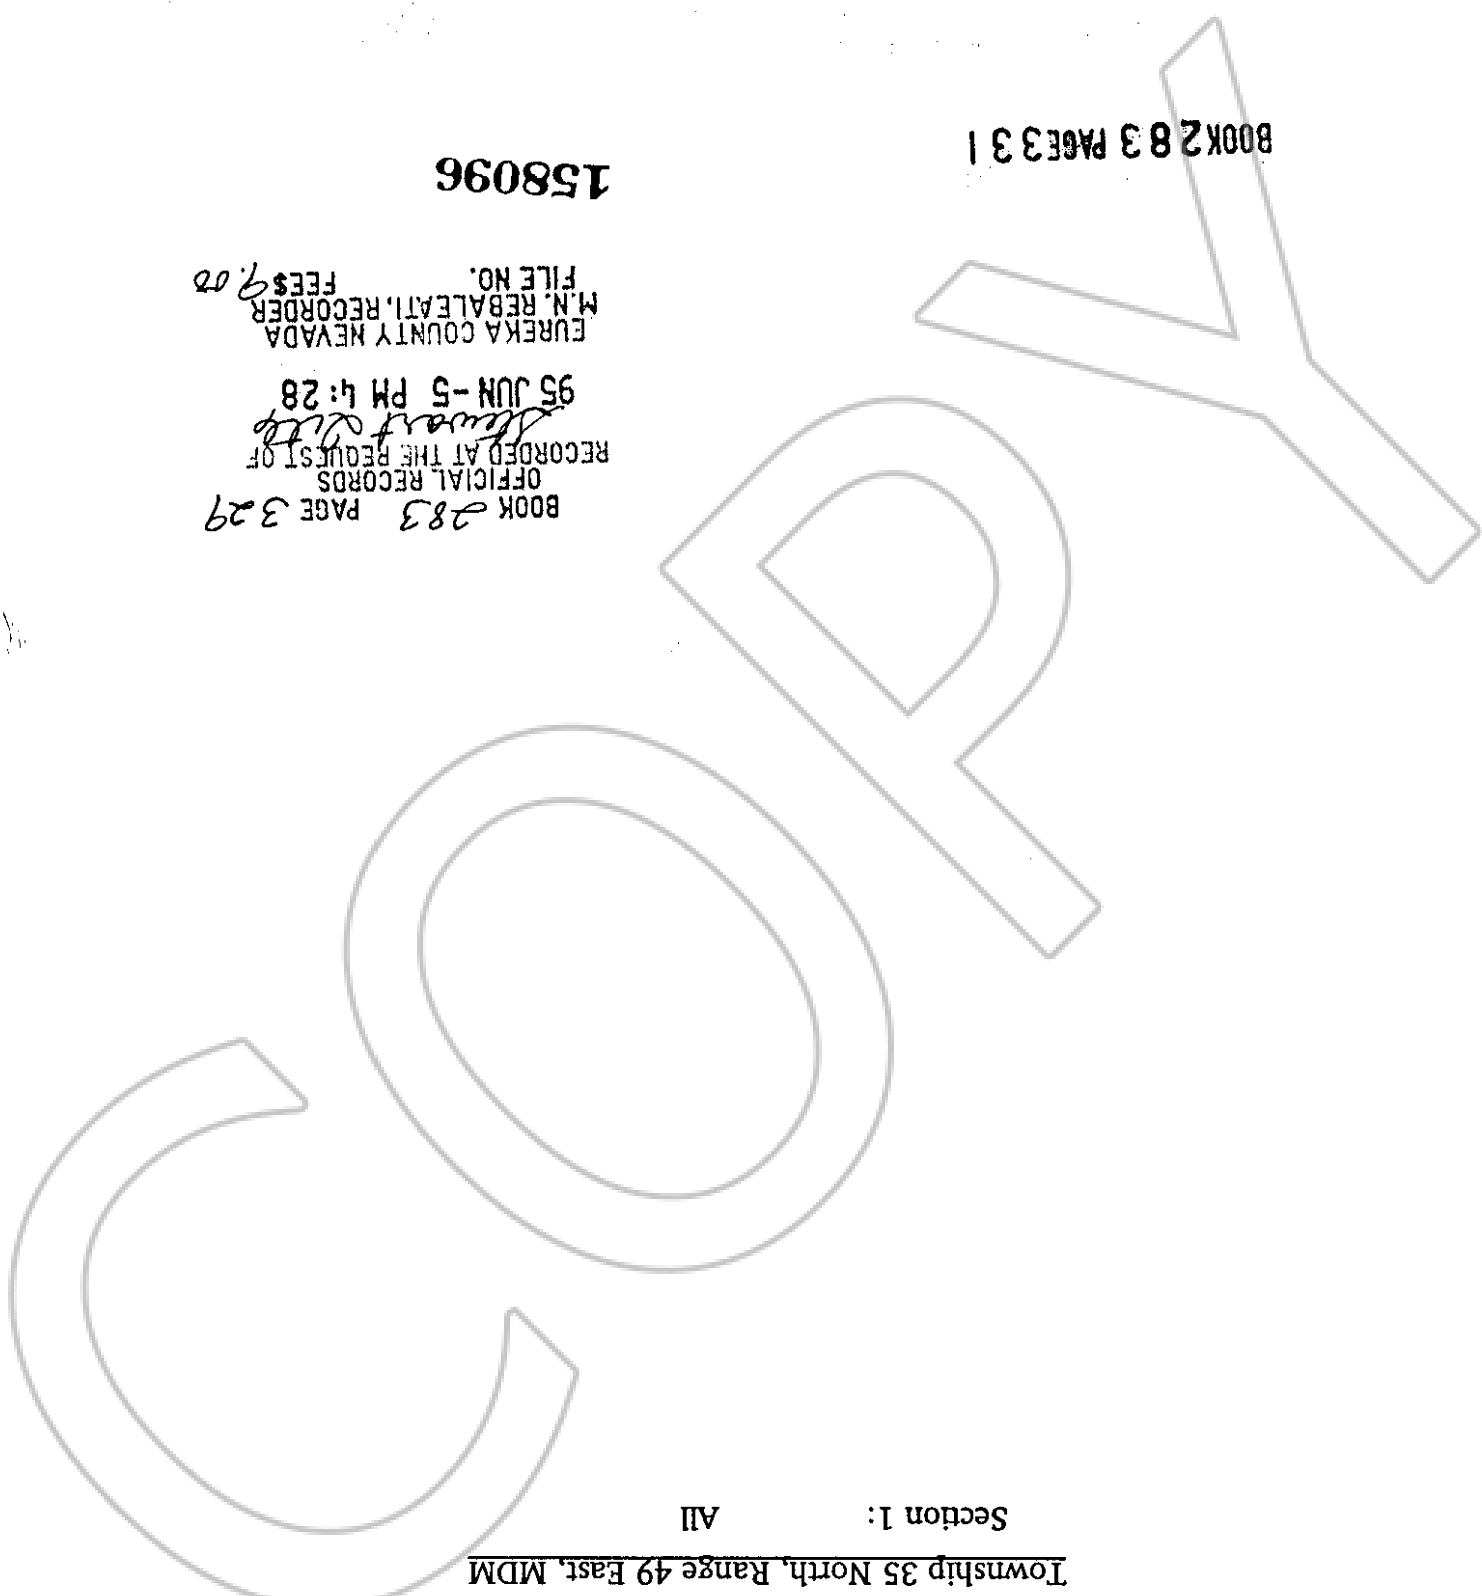 Township 35 North, Range 49 East, MDM
Section 1: All
COPY
BOOK 283 PAGE 329
OFFICIAL RECORDS
RECORDED AT THE REQUEST OF
Stewart Title
95 JUN -5 PM 4:28
EUREKA COUNTY NEVADA
M.N. REBALEATI, RECORDER
FILE NO. FEE$ 9.00
158096
BOOK 283 PAGE 331